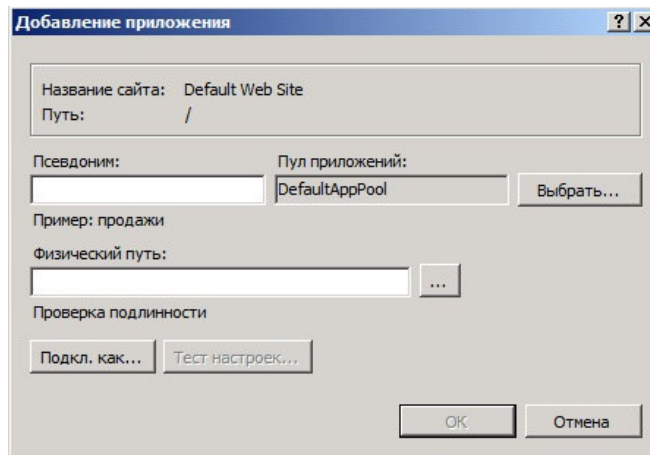 Добавление приложения
Название сайта: Default Web Site
Путь: /
Псевдоним: Пул приложений:
DefaultAppPool Выбрать...
Пример: продажи
Физический путь:
...
Проверка подлинности
Подкл. как... Тест настроек...
ОК Отмена